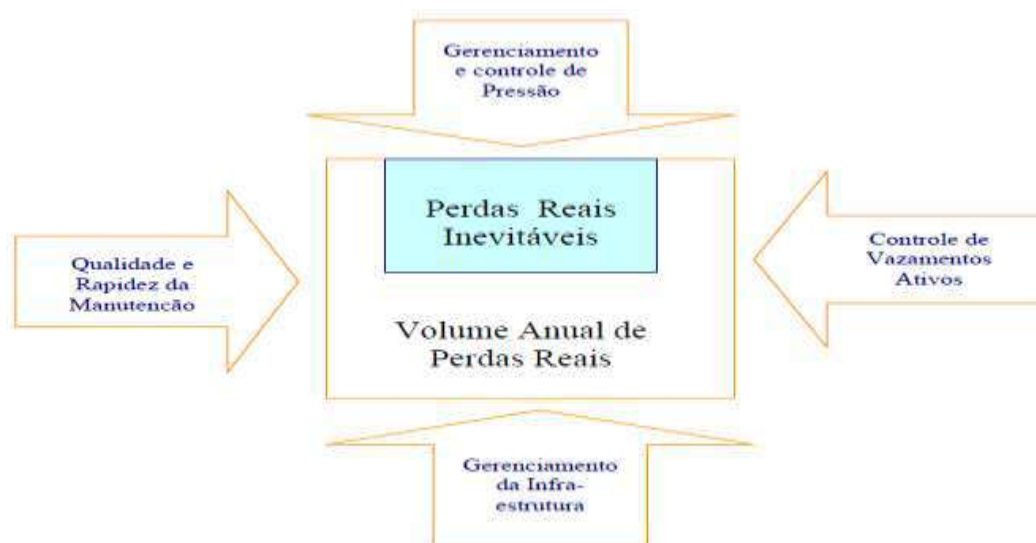 Gerenciamento
e controle de
Pressão
Perdas Reais
Inevitáveis
Qualidade e
Rapidez da
Manutencão
Controle de
Vazamentos
Ativos
Volume Anual de
Perdas Reais
Gerenciamento
da Infra-
estrutura